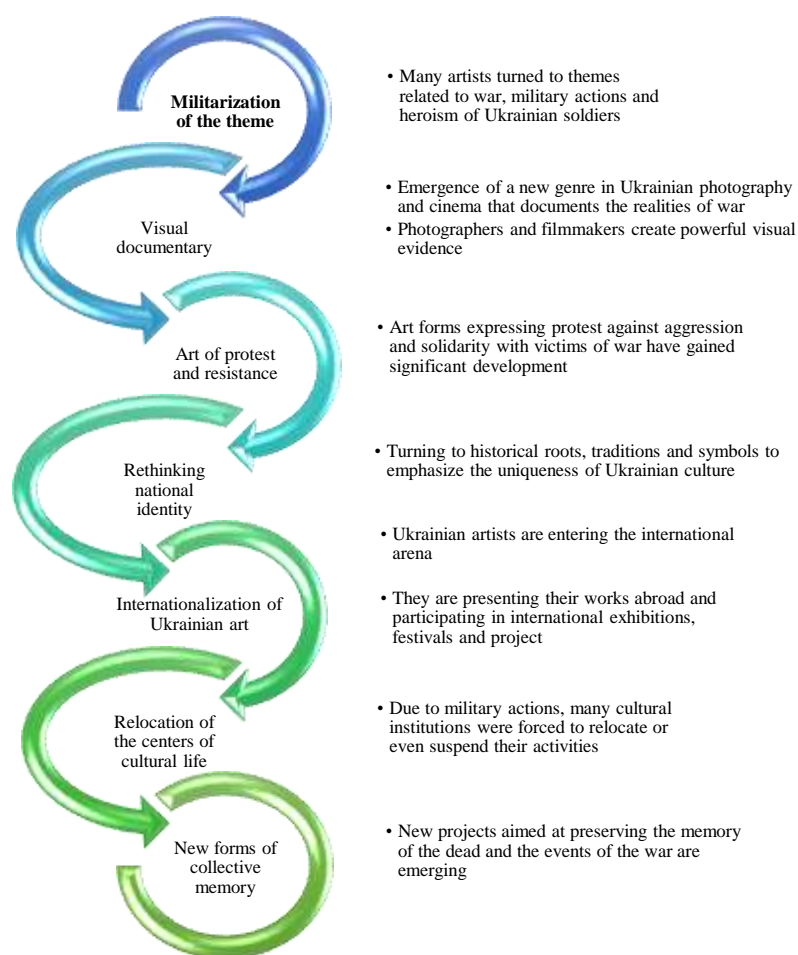 Militarization
of the theme
• Many artists turned to themes
related to war, military actions and
heroism of Ukrainian soldiers
Visual
documentary
• Emergence of a new genre in Ukrainian photography
and cinema that documents the realities of war
• Photographers and filmmakers create powerful visual
evidence
Art of protest
and resistance
• Art forms expressing protest against aggression
and solidarity with victims of war have gained
significant development
Rethinking
national
identity
• Turning to historical roots, traditions and symbols to
emphasize the uniqueness of Ukrainian culture
Internationalization of
Ukrainian art
• Ukrainian artists are entering the international
arena
• They are presenting their works abroad and
participating in international exhibitions,
festivals and project
Relocation of
the centers of
cultural life
• Due to military actions, many cultural
institutions were forced to relocate or
even suspend their activities
New forms of
collective
memory
• New projects aimed at preserving the memory
of the dead and the events of the war are
emerging